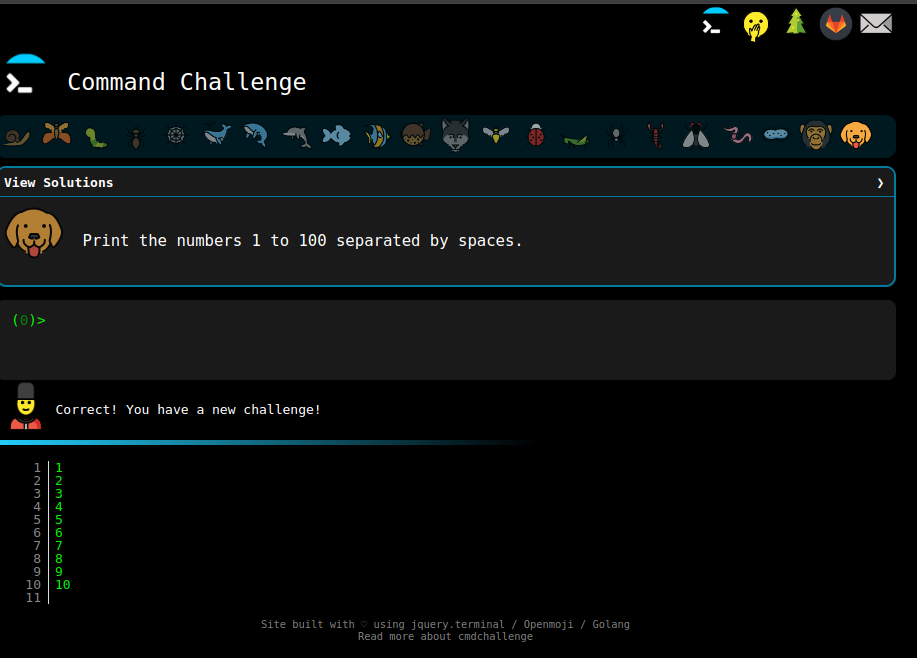 Command Challenge
View Solutions ❯
Print the numbers 1 to 100 separated by spaces.
(0)>
Correct! You have a new challenge!
1 1
2 2
3 3
4 4
5 5
6 6
7 7
8 8
9 9
10 10
11
Site built with ♡ using jquery.terminal / Openmoji / Golang
Read more about cmdchallenge